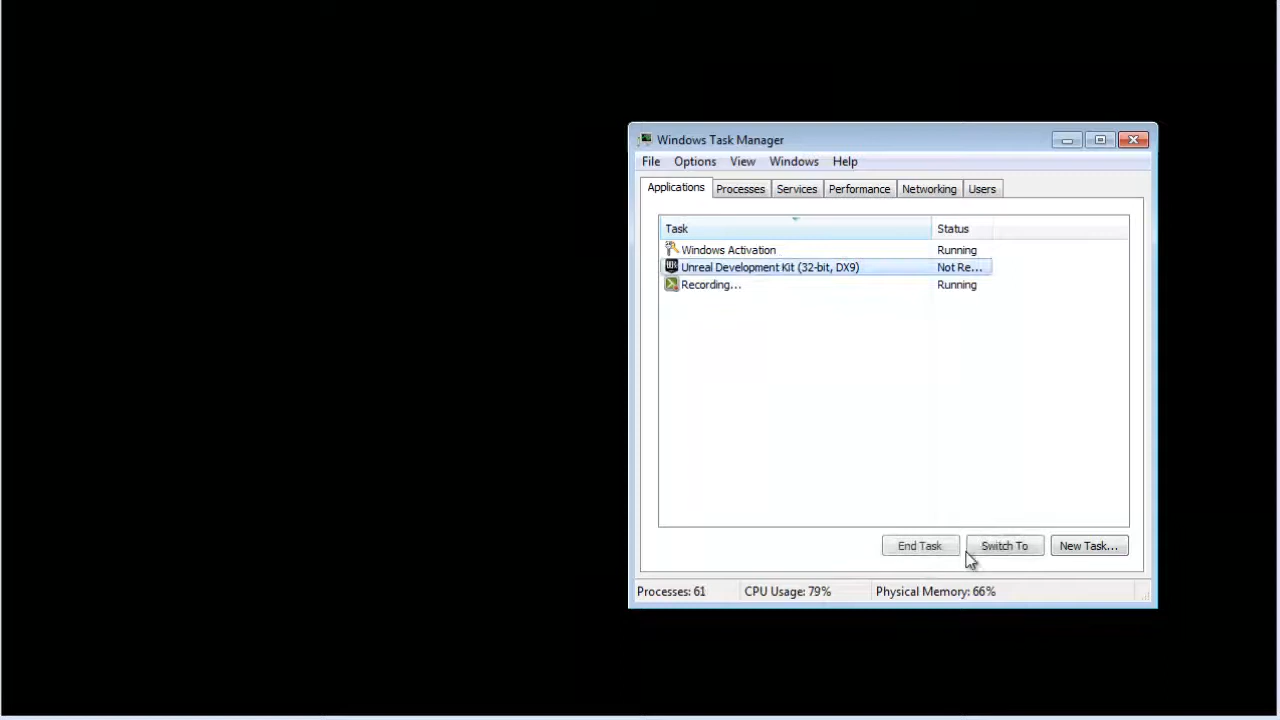 Windows Task Manager
File Options View Windows Help
Applications Processes Services Performance Networking Users
Task Status
Windows Activation Running
Unreal Development Kit (32-bit, DX9) Not Re...
Recording... Running
End Task Switch To New Task...
Processes: 61 CPU Usage: 79% Physical Memory: 66%